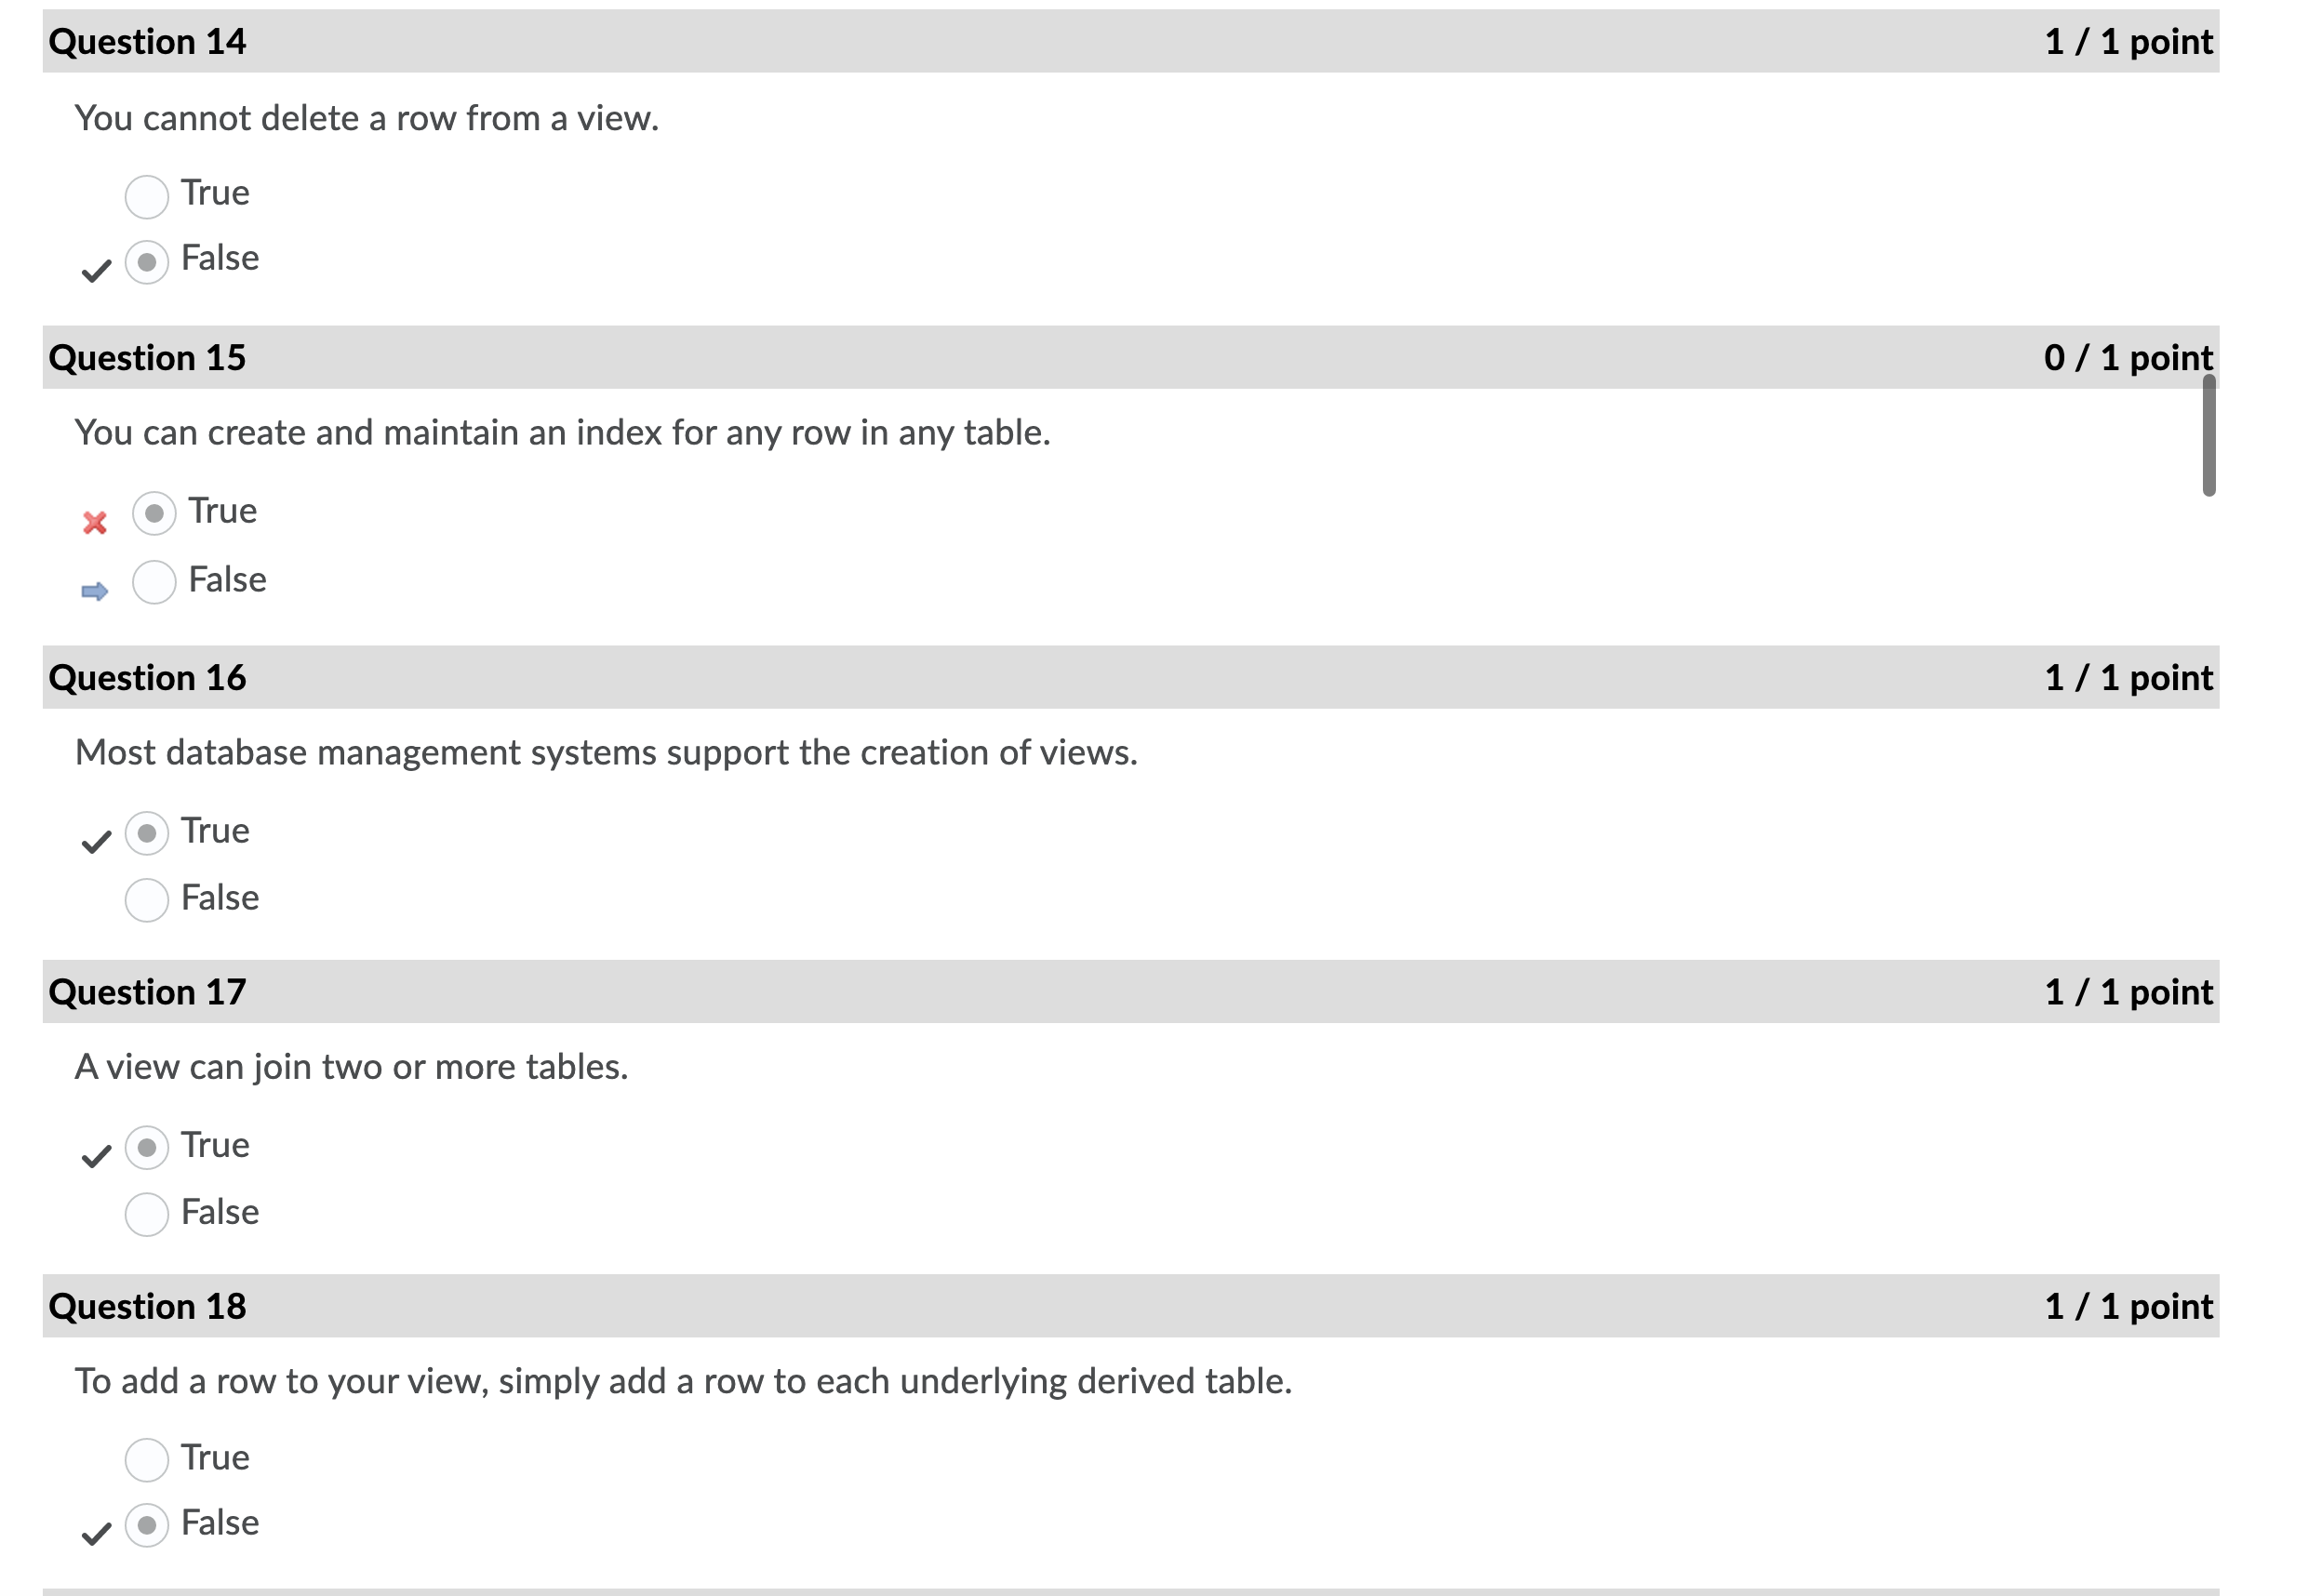 Question 14 1 / 1 point
You cannot delete a row from a view.
True
False
Question 15 0 / 1 point
You can create and maintain an index for any row in any table.
True
False
Question 16 1 / 1 point
Most database management systems support the creation of views.
True
False
Question 17 1 / 1 point
A view can join two or more tables.
True
False
Question 18 1 / 1 point
To add a row to your view, simply add a row to each underlying derived table.
True
False